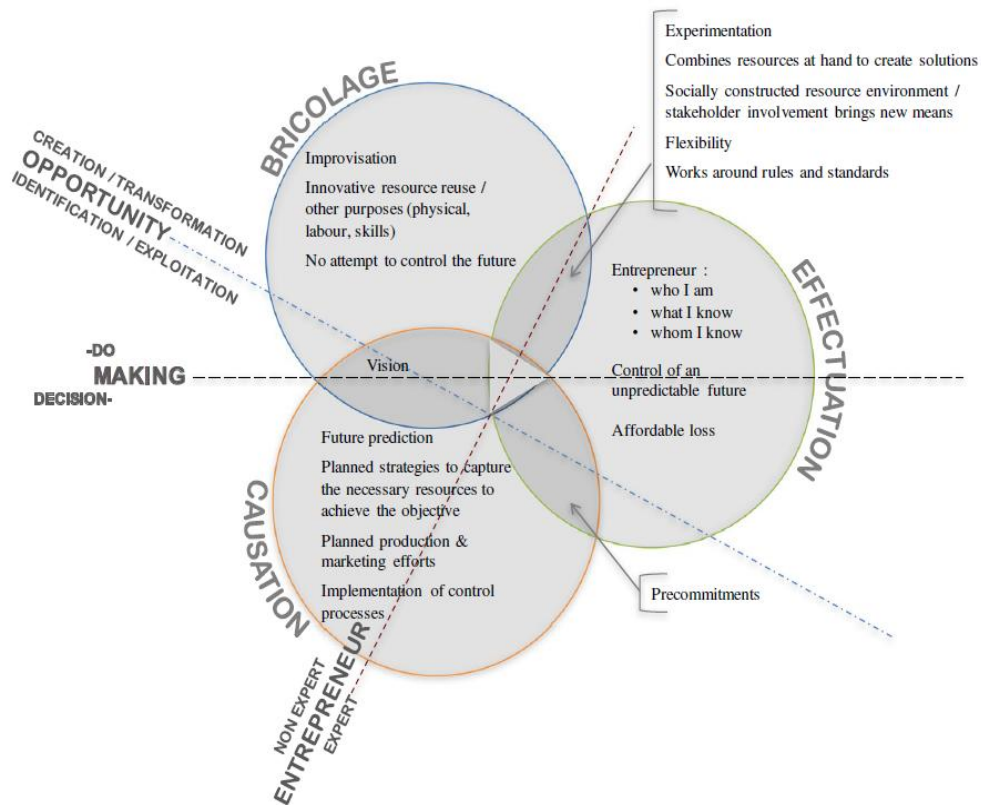 Experimentation
Combines resources at hand to create solutions
Socially constructed resource environment /
stakeholder involvement brings new means
Flexibility
Works around rules and standards
BRICOLAGE
Improvisation
Innovative resource reuse /
other purposes (physical,
labour, skills)
No attempt to control the future
CREATION / TRANSFORMATION
OPPORTUNITY
IDENTIFICATION / EXPLOITATION
EFFECTUATION
Entrepreneur :
• who I am
• what I know
• whom I know
Control of an
unpredictable future
Affordable loss
-DO
MAKING
DECISION-
Vision
CAUSATION
Future prediction
Planned strategies to capture
the necessary resources to
achieve the objective
Planned production &
marketing efforts
Implementation of control
processes
Precommitments
NON EXPERT
ENTREPRENEUR
EXPERT